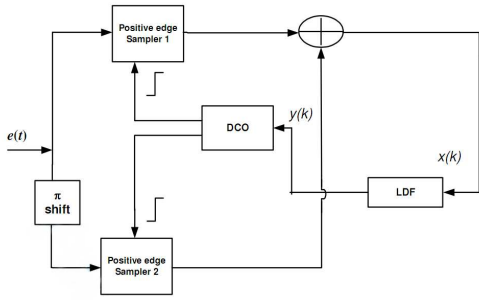 Positive edge
Sampler 1
e(t)
DCO
y(k)
x(k)
LDF
π
shift
Positive edge
Sampler 2